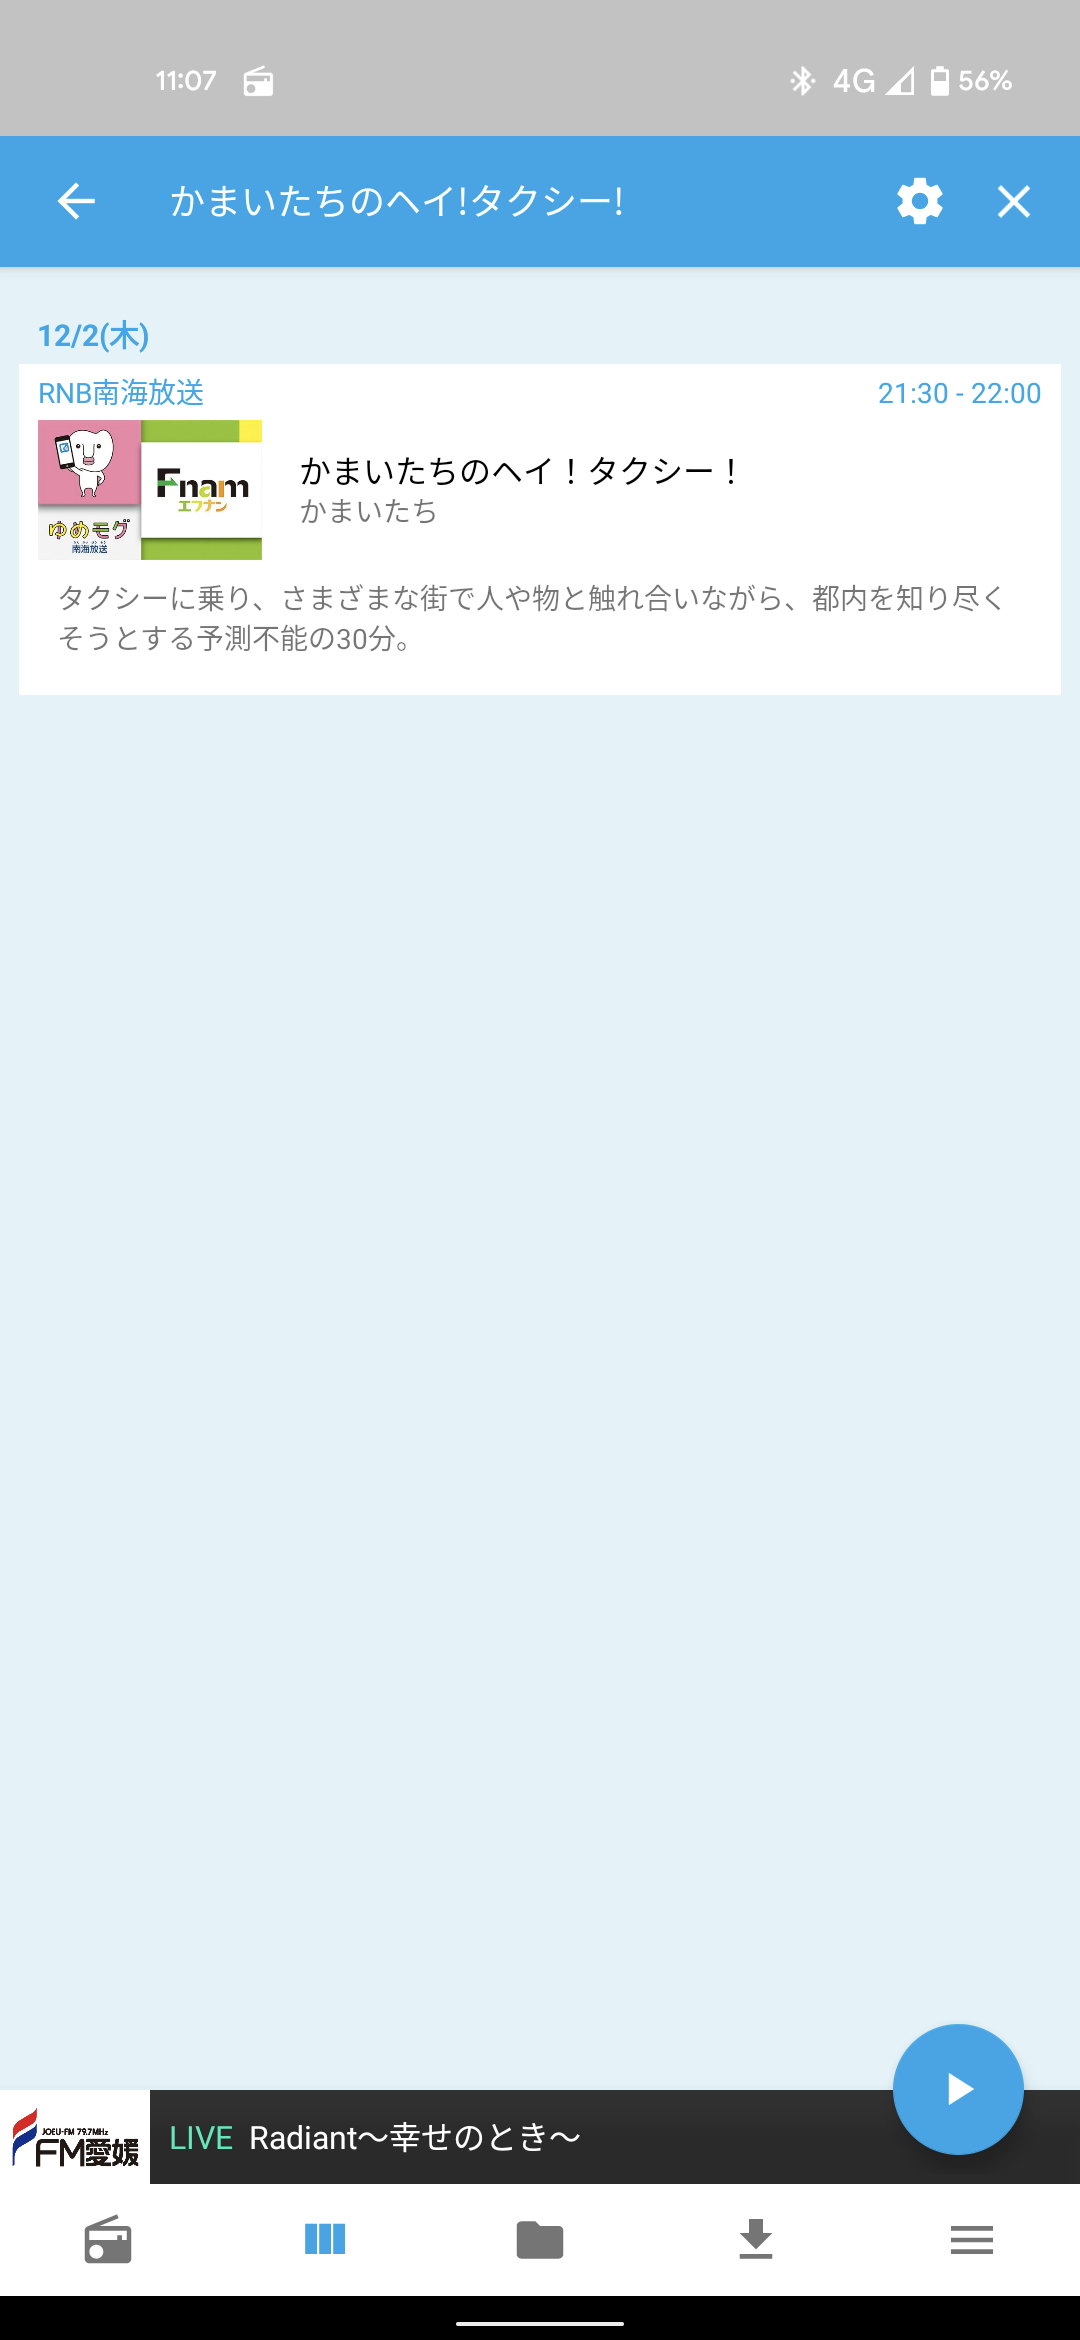 11:07
4G
56%
かまいたちのヘイ!タクシー!
12/2(木)
RNB南海放送
21:30 - 22:00
Fnam
エフナン
ゆめモグ
南海放送
かまいたちのヘイ！タクシー！
かまいたち
タクシーに乗り、さまざまな街で人や物と触れ合いながら、都内を知り尽く
そうとする予測不能の30分。
JOEU-FM 79.7MHz
FM愛媛
LIVE Radiant～幸せのとき～